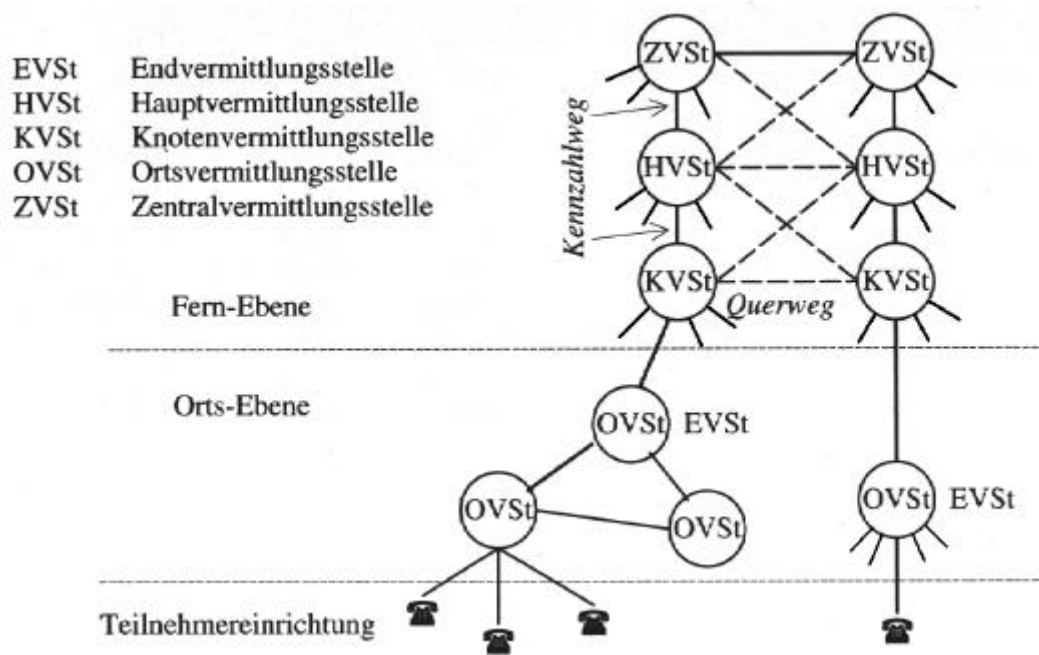 EVSt Endvermittlungsstelle
HVSt Hauptvermittlungsstelle
KVSt Knotenvermittlungsstelle
OVSt Ortsvermittlungsstelle
ZVSt Zentralvermittlungsstelle
ZVSt ZVSt
Kennzahlweg
HVSt HVSt
KVSt KVSt
Querweg
Fern-Ebene
Orts-Ebene
OVSt EVSt
OVSt OVSt
OVSt EVSt
Teilnehmereinrichtung